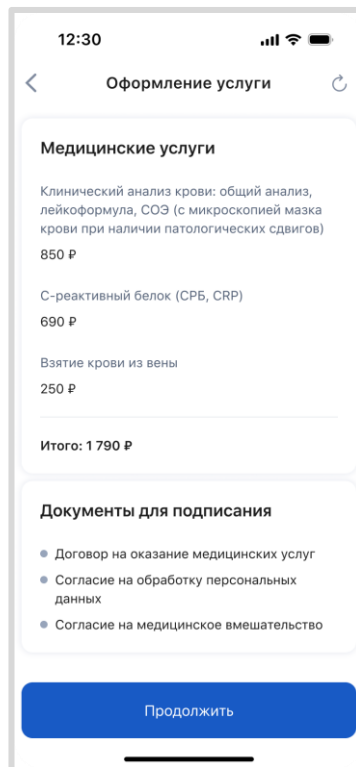 12:30
Оформление услуги
Медицинские услуги
Клинический анализ крови: общий анализ,
лейкоформула, СОЭ (с микроскопией мазка
крови при наличии патологических сдвигов)
850 ₽
С-реактивный белок (СРБ, CRP)
690 ₽
Взятие крови из вены
250 ₽
Итого: 1 790 ₽
Документы для подписания
Договор на оказание медицинских услуг
Согласие на обработку персональных
данных
Согласие на медицинское вмешательство
Продолжить